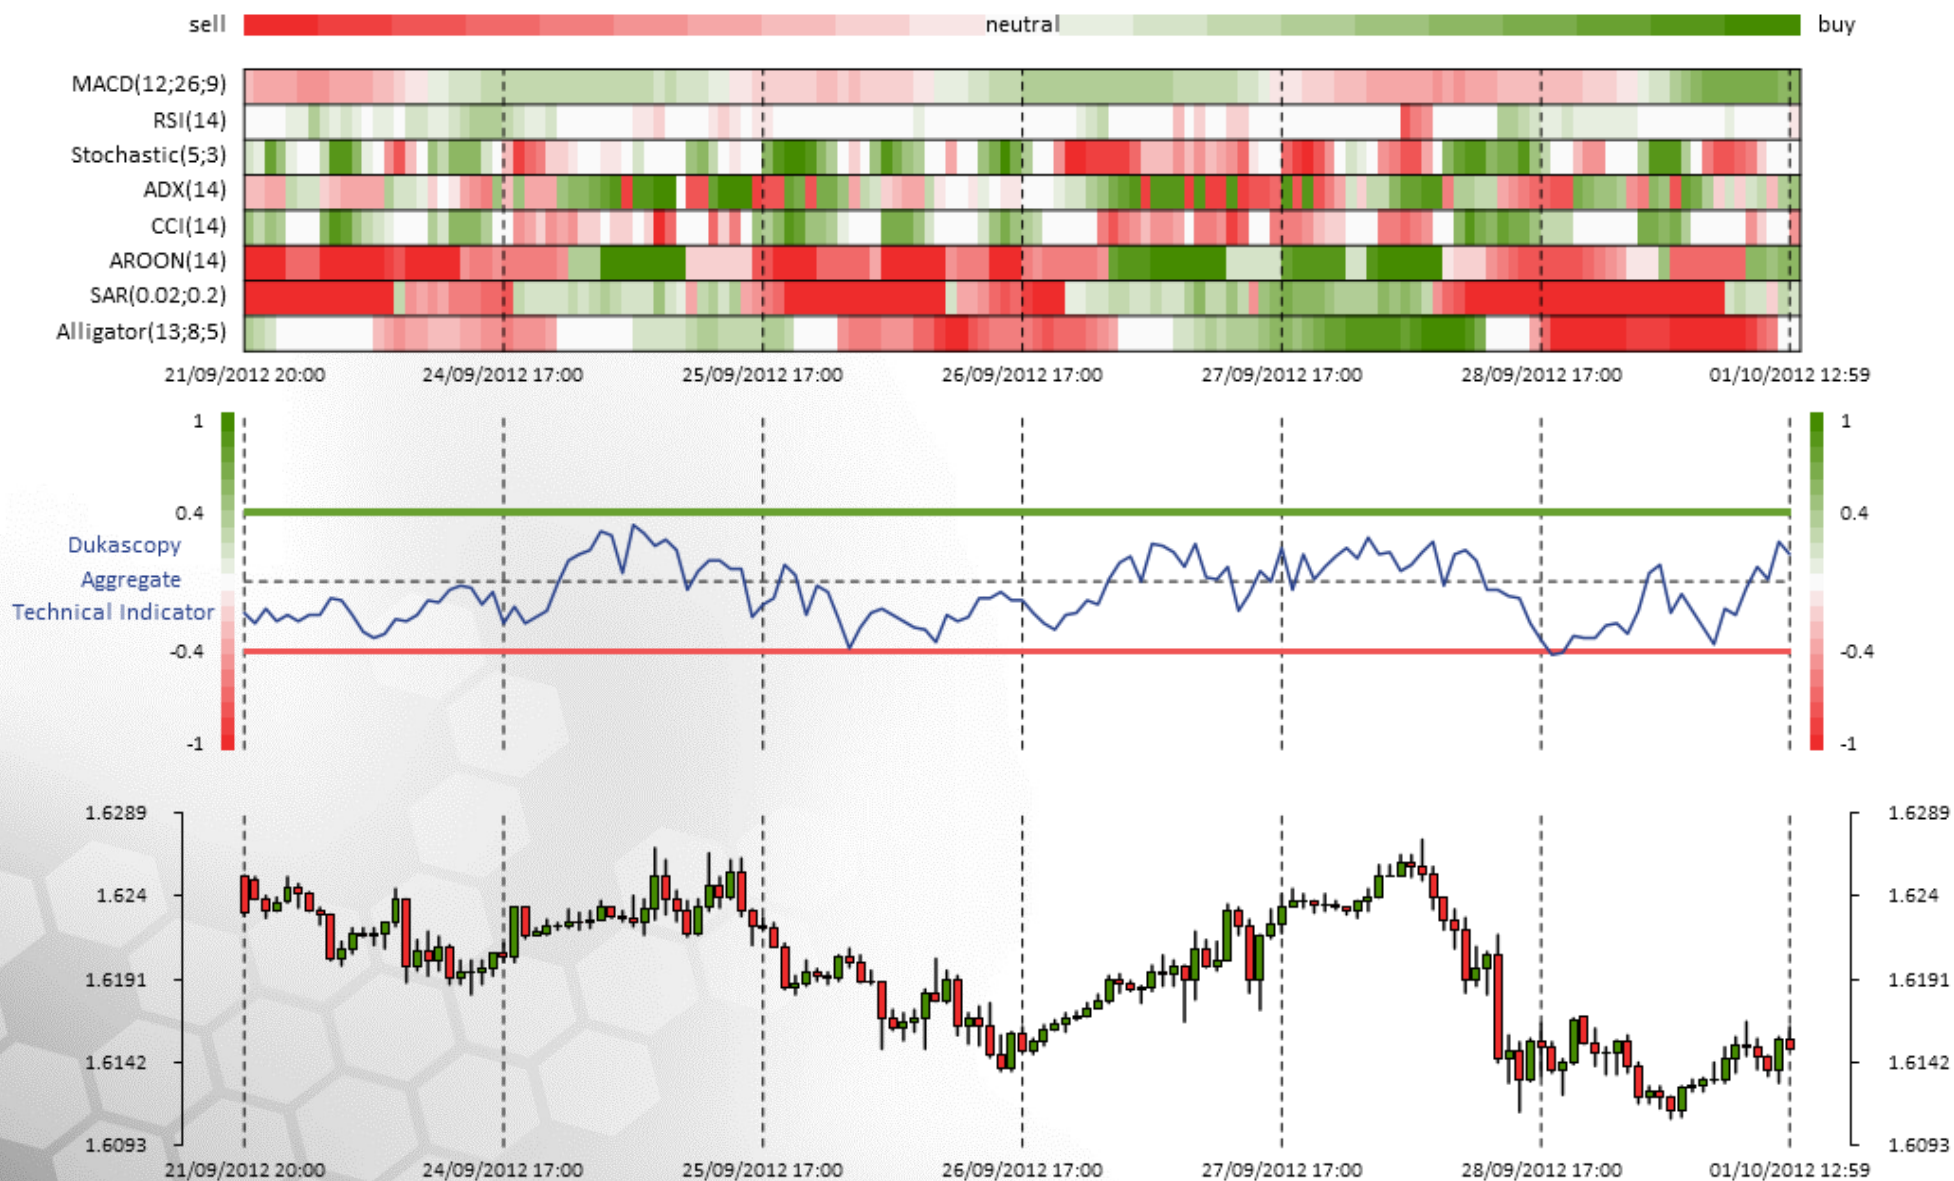 sell neutral buy
MACD(12;26;9)
RSI(14)
Stochastic(5;3)
ADX(14)
CCI(14)
AROON(14)
SAR(0.02;0.2)
Alligator(13;8;5)
21/09/2012 20:00 24/09/2012 17:00 25/09/2012 17:00 26/09/2012 17:00 27/09/2012 17:00 28/09/2012 17:00 01/10/2012 12:59
1 1
0.4 0.4
Dukascopy
Aggregate
Technical Indicator
-0.4 -0.4
-1 -1
1.6289 1.6289
1.624 1.624
1.6191 1.6191
1.6142 1.6142
1.6093 1.6093
21/09/2012 20:00 24/09/2012 17:00 25/09/2012 17:00 26/09/2012 17:00 27/09/2012 17:00 28/09/2012 17:00 01/10/2012 12:59